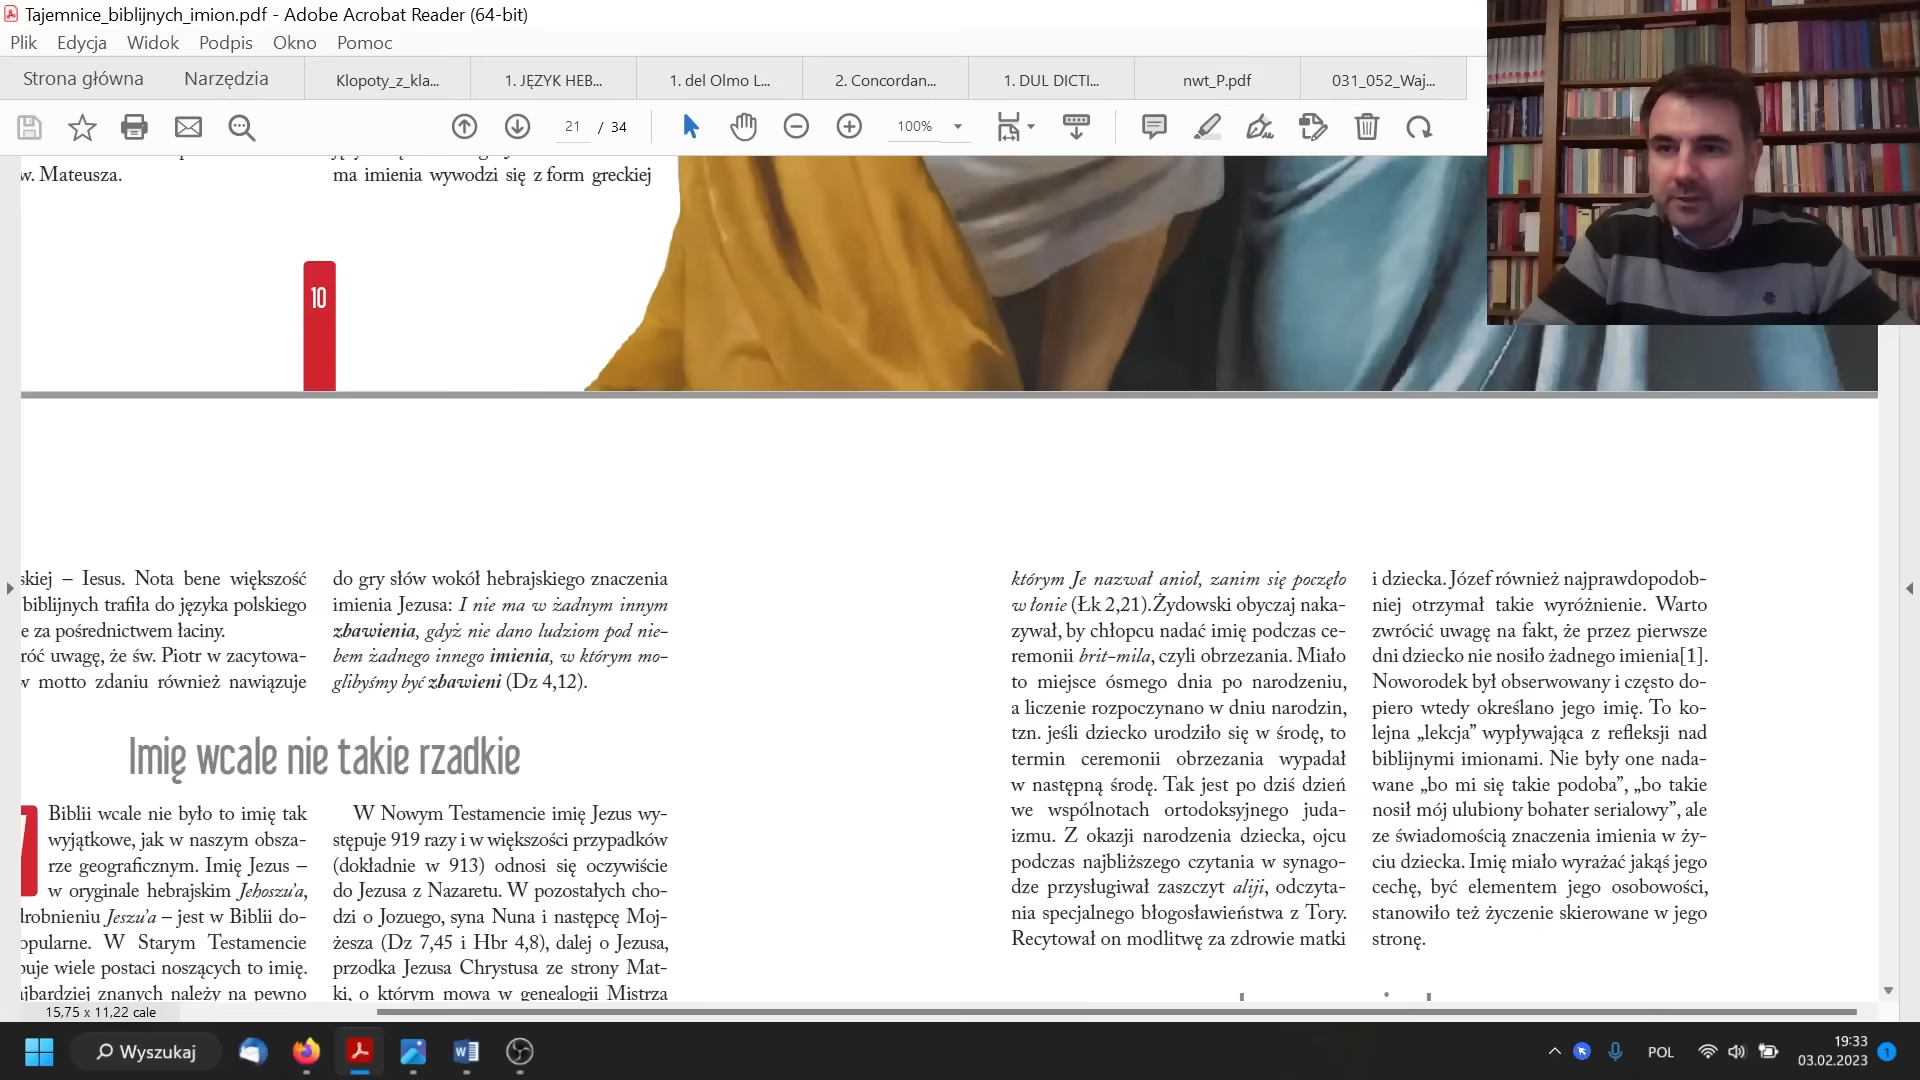 Tajemnice_biblijnych_imion.pdf - Adobe Acrobat Reader (64-bit)
Plik Edycja Widok Podpis Okno Pomoc
Strona główna Narzędzia Klopoty_z_kla... 1. JĘZYK HEB... 1. del Olmo L... 2. Concordan... 1. DUL DICTI... nwt_P.pdf 031_052_Waj...
21 / 34 100%
w. Mateusza.
ma imienia wywodzi się z form greckiej
10
skiej – Iesus. Nota bene większość
biblijnych trafiła do języka polskiego
e za pośrednictwem łaciny.
róć uwagę, że św. Piotr w zacytowa-
w motto zdaniu również nawiązuje
do gry słów wokół hebrajskiego znaczenia
imienia Jezusa: I nie ma w żadnym innym
zbawienia, gdyż nie dano ludziom pod nie-
bem żadnego innego imienia, w którym mo-
glibyśmy być zbawieni (Dz 4,12).
Imię wcale nie takie rzadkie
Biblii wcale nie było to imię tak
wyjątkowe, jak w naszym obsza-
rze geograficznym. Imię Jezus –
w oryginale hebrajskim Jehoszu'a,
drobnieniu Jeszu'a – jest w Biblii do-
opularne. W Starym Testamencie
puje wiele postaci noszących to imię.
ajbardziej znanych należy na pewno
W Nowym Testamencie imię Jezus wy-
stępuje 919 razy i w większości przypadków
(dokładnie w 913) odnosi się oczywiście
do Jezusa z Nazaretu. W pozostałych cho-
dzi o Jozuego, syna Nuna i następcę Moj-
żesza (Dz 7,45 i Hbr 4,8), dalej o Jezusa,
przodka Jezusa Chrystusa ze strony Mat-
ki, o którym mowa w genealogii Mistrza
którym Je nazwał anioł, zanim się poczęło
w łonie (Łk 2,21).Żydowski obyczaj naka-
zywał, by chłopcu nadać imię podczas ce-
remonii brit-mila, czyli obrzezania. Miało
to miejsce ósmego dnia po narodzeniu,
a liczenie rozpoczynano w dniu narodzin,
tzn. jeśli dziecko urodziło się w środę, to
termin ceremonii obrzezania wypadał
w następną środę. Tak jest po dziś dzień
we wspólnotach ortodoksyjnego juda-
izmu. Z okazji narodzenia dziecka, ojcu
podczas najbliższego czytania w synago-
dze przysługiwał zaszczyt aliji, odczyta-
nia specjalnego błogosławieństwa z Tory.
Recytował on modlitwę za zdrowie matki
i dziecka. Józef również najprawdopodob-
niej otrzymał takie wyróżnienie. Warto
zwrócić uwagę na fakt, że przez pierwsze
dni dziecko nie nosiło żadnego imienia[1].
Noworodek był obserwowany i często do-
piero wtedy określano jego imię. To ko-
lejna „lekcja” wypływająca z refleksji nad
biblijnymi imionami. Nie były one nada-
wane „bo mi się takie podoba”, „bo takie
nosił mój ulubiony bohater serialowy”, ale
ze świadomością znaczenia imienia w ży-
ciu dziecka. Imię miało wyrażać jakąś jego
cechę, być elementem jego osobowości,
stanowiło też życzenie skierowane w jego
stronę.
15,75 x 11,22 cale
Wyszukaj
POL
19:33
03.02.2023
1